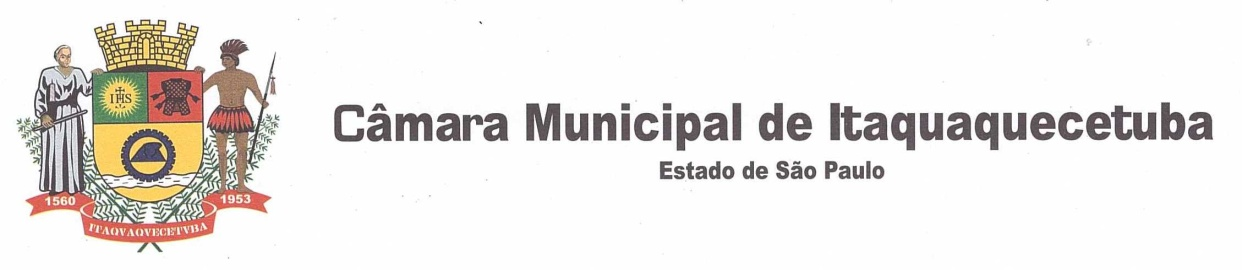 Câmara Municipal de Itaquaquecetuba
Estado de São Paulo
IHS
1560
1953
ITAQVAQVECETVBA